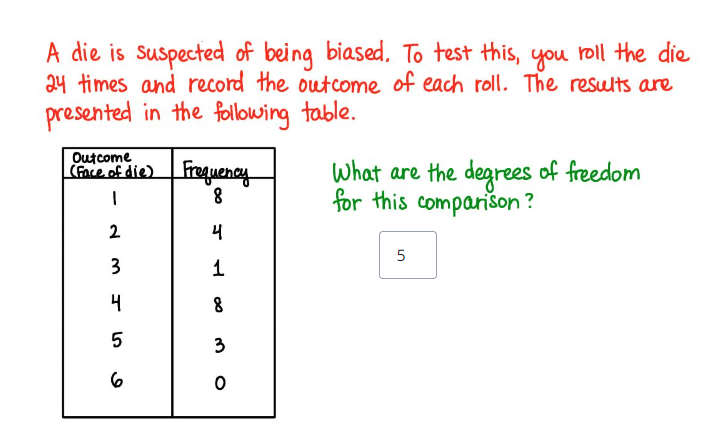 A die is suspected of being biased. To test this, you roll the die
24 times and record the outcome of each roll. The results are
presented in the following table.
Outcome
(Face of die) Frequency
1 8
2 4
3 1
4 8
5 3
6 0
What are the degrees of freedom
for this comparison?
5